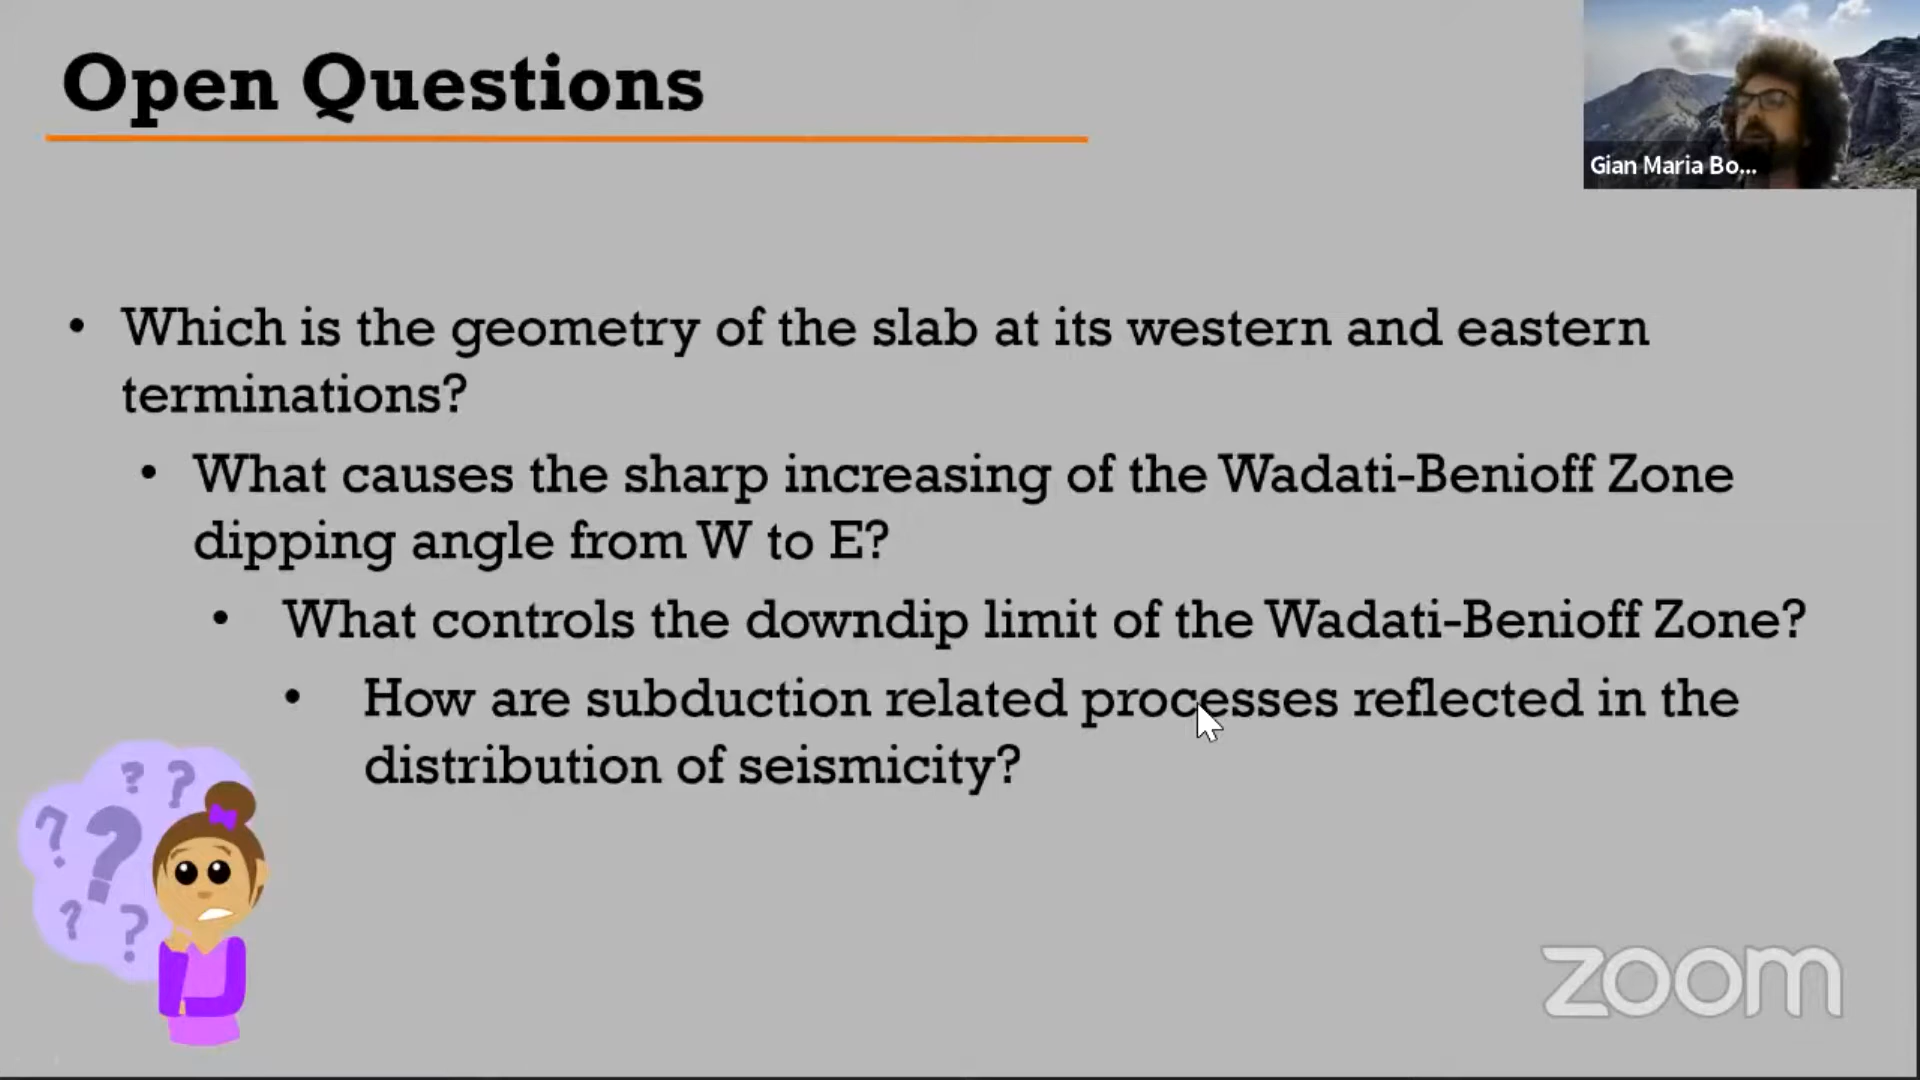 Open Questions
Gian Maria Bo...
• Which is the geometry of the slab at its western and eastern
terminations?
• What causes the sharp increasing of the Wadati-Benioff Zone
dipping angle from W to E?
• What controls the downdip limit of the Wadati-Benioff Zone?
• How are subduction related processes reflected in the
distribution of seismicity?
? ?
? ?
? ?
zoom